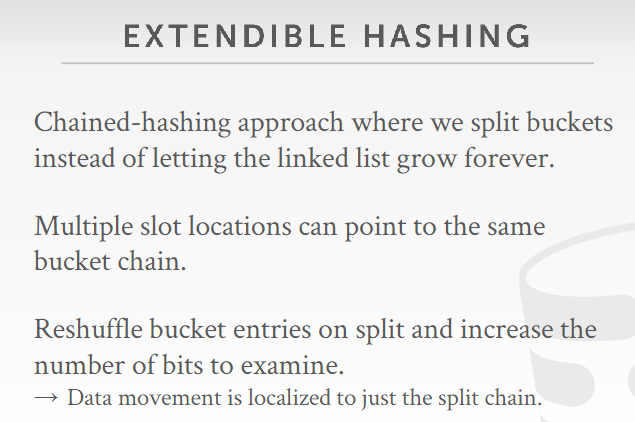 EXTENDIBLE HASHING
Chained-hashing approach where we split buckets
instead of letting the linked list grow forever.
Multiple slot locations can point to the same
bucket chain.
Reshuffle bucket entries on split and increase the
number of bits to examine.
→ Data movement is localized to just the split chain.